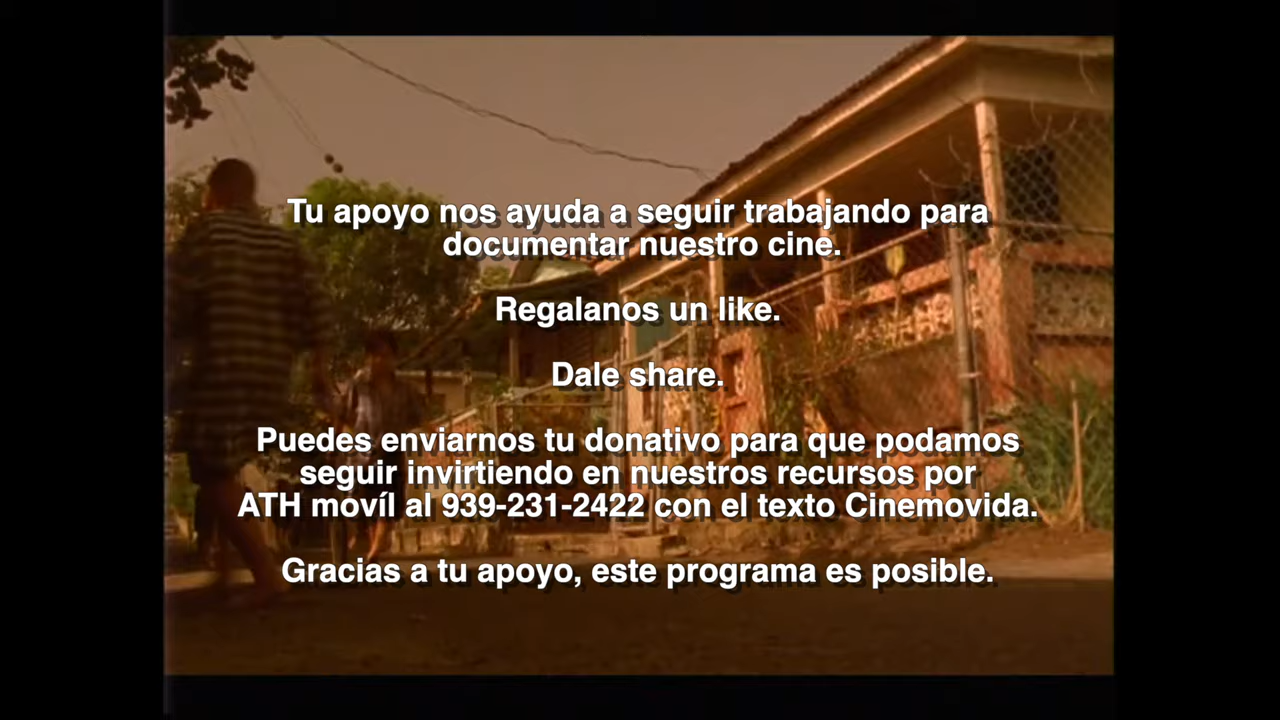 Tu apoyo nos ayuda a seguir trabajando para
documentar nuestro cine.
Regalanos un like.
Dale share.
Puedes enviarnos tu donativo para que podamos
seguir invirtiendo en nuestros recursos por
ATH movíl al 939-231-2422 con el texto Cinemovida.
Gracias a tu apoyo, este programa es posible.